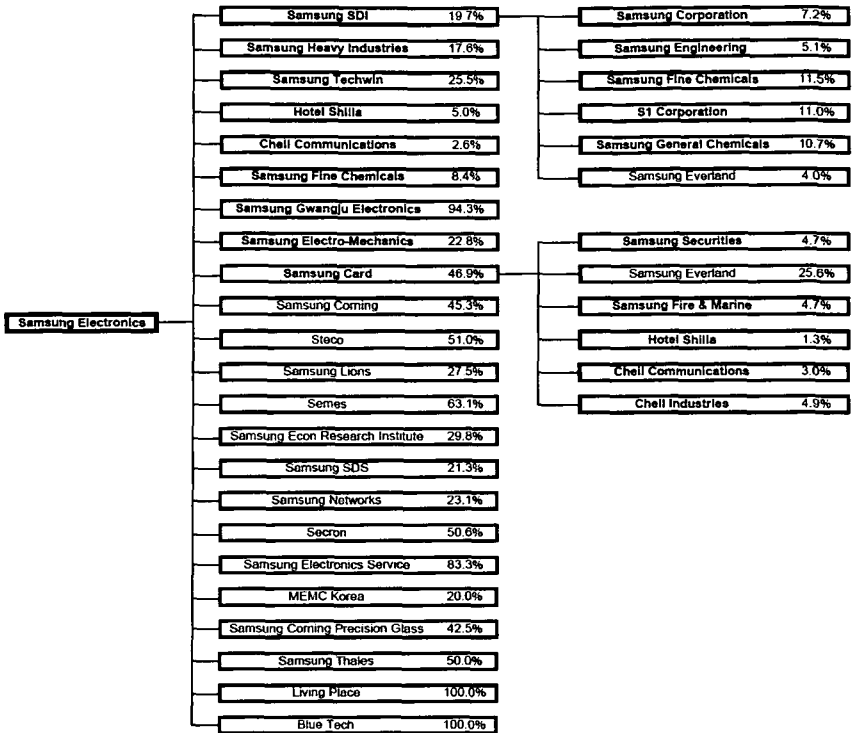 Samsung Electronics
Samsung SDI 19.7%
Samsung Heavy Industries 17.6%
Samsung Techwin 25.5%
Hotel Shilla 5.0%
Cheil Communications 2.6%
Samsung Fine Chemicals 8.4%
Samsung Gwangju Electronics 94.3%
Samsung Electro-Mechanics 22.8%
Samsung Card 46.9%
Samsung Corning 45.3%
Steco 51.0%
Samsung Lions 27.5%
Semes 63.1%
Samsung Econ Research Institute 29.8%
Samsung SDS 21.3%
Samsung Networks 23.1%
Secron 50.6%
Samsung Electronics Service 83.3%
MEMC Korea 20.0%
Samsung Corning Precision Glass 42.5%
Samsung Thales 50.0%
Living Place 100.0%
Blue Tech 100.0%
Samsung Corporation 7.2%
Samsung Engineering 5.1%
Samsung Fine Chemicals 11.5%
S1 Corporation 11.0%
Samsung General Chemicals 10.7%
Samsung Everland 4.0%
Samsung Securities 4.7%
Samsung Everland 25.6%
Samsung Fire & Marine 4.7%
Hotel Shilla 1.3%
Cheil Communications 3.0%
Cheil Industries 4.9%